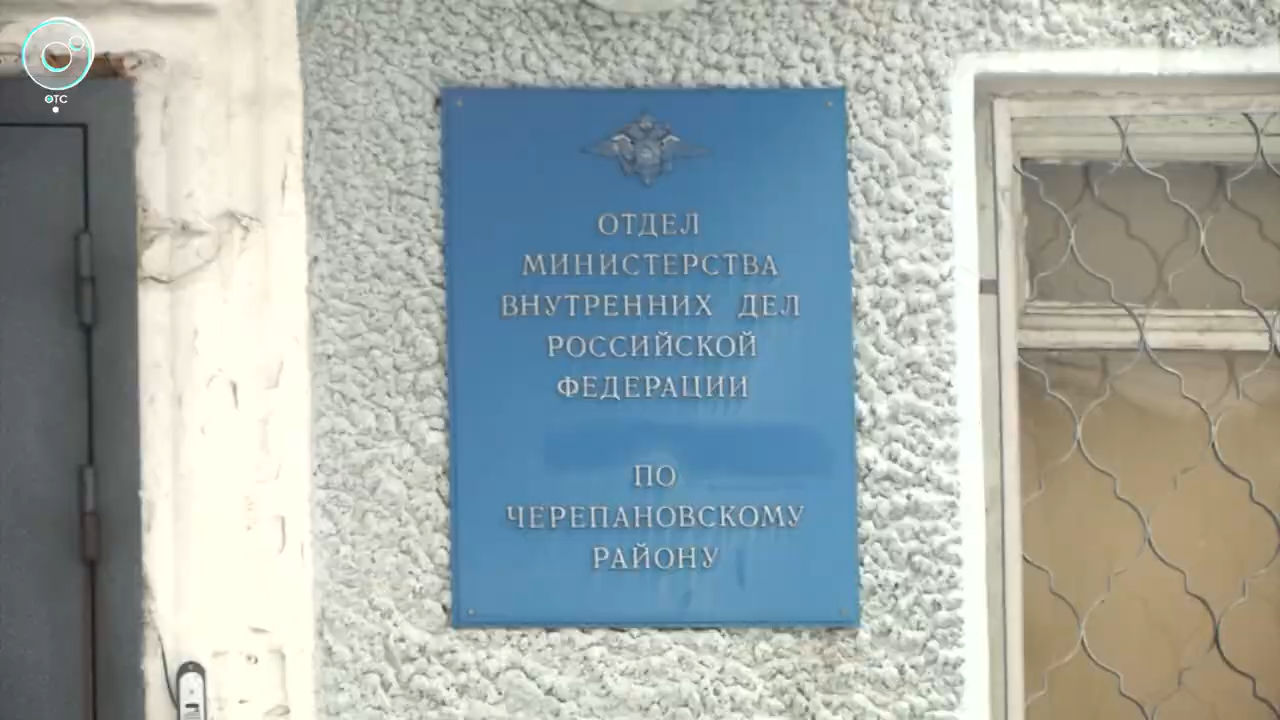 ОТС
ОТДЕЛ
МИНИСТЕРСТВА
ВНУТРЕННИХ ДЕЛ
РОССИЙСКОЙ
ФЕДЕРАЦИИ
ПО
ЧЕРЕПАНОВСКОМУ
РАЙОНУ